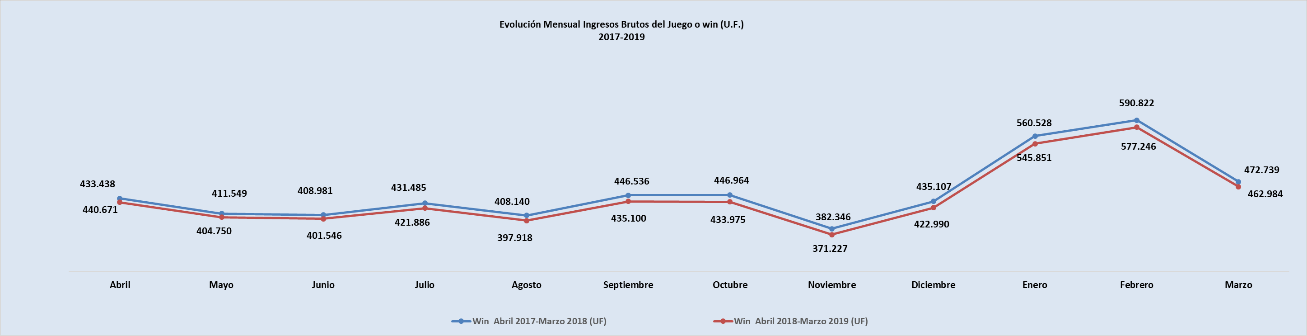 Evolución Mensual Ingresos Brutos del Juego o win (U.F.)
2017-2019
433.438
411.549
408.981
431.485
408.140
446.536
446.964
382.346
435.107
560.528
590.822
472.739
440.671
404.750
401.546
421.886
397.918
435.100
433.975
371.227
422.990
545.851
577.246
462.984
Abril
Mayo
Junio
Julio
Agosto
Septiembre
Octubre
Noviembre
Diciembre
Enero
Febrero
Marzo
Win Abril 2017-Marzo 2018 (UF)
Win Abril 2018-Marzo 2019 (UF)